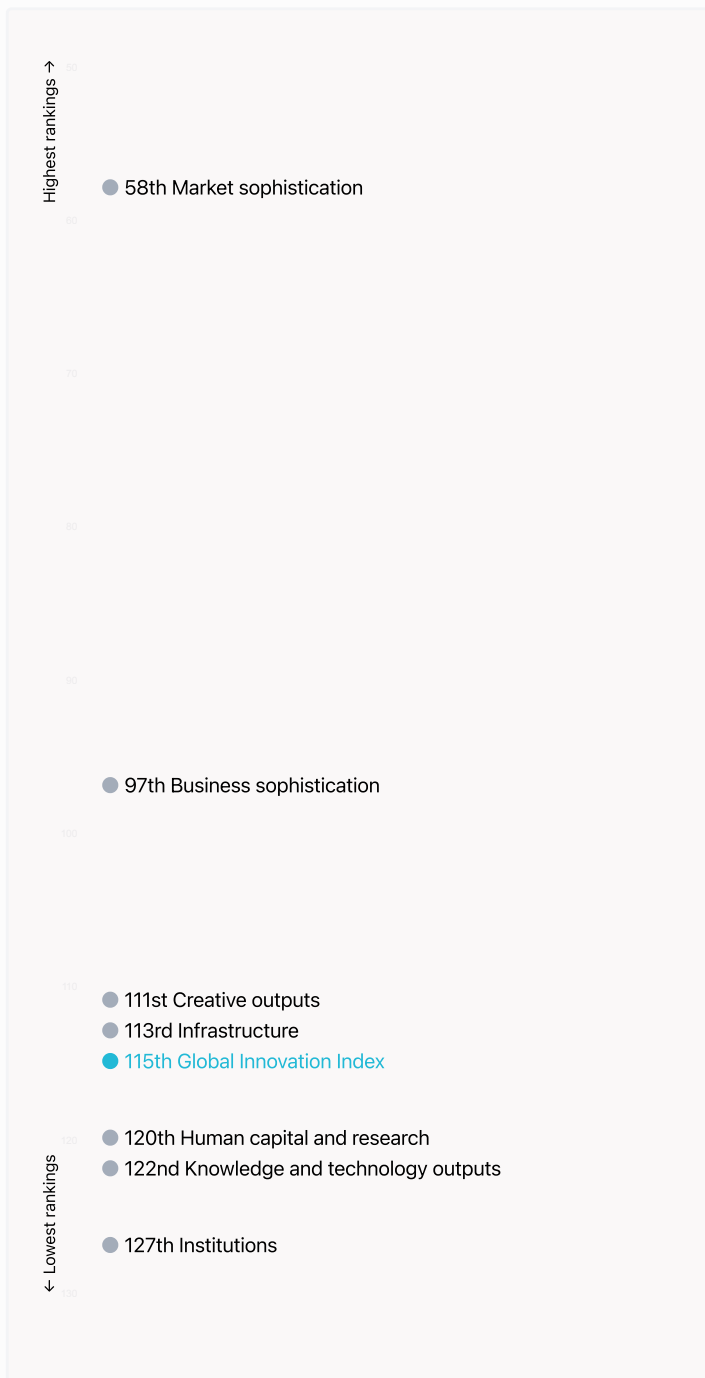 Highest rankings →
50
58th Market sophistication
60
70
80
90
97th Business sophistication
100
110
111st Creative outputs
113rd Infrastructure
115th Global Innovation Index
120th Human capital and research
120
122nd Knowledge and technology outputs
← Lowest rankings
127th Institutions
130